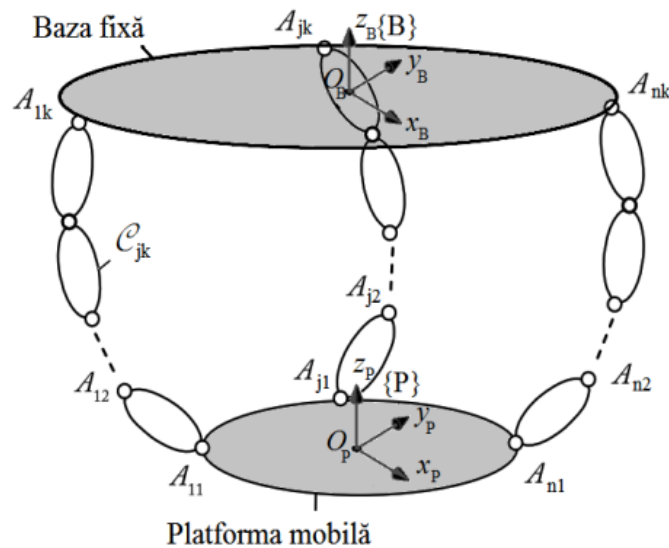 Baza fixă
A_jk
z_B {B}
y_B
O_B
x_B
A_1k
A_nk
𝒞_jk
A_j2
A_j1
z_P {P}
A_12
A_n2
y_P
O_P
x_P
A_11
A_n1
Platforma mobilă